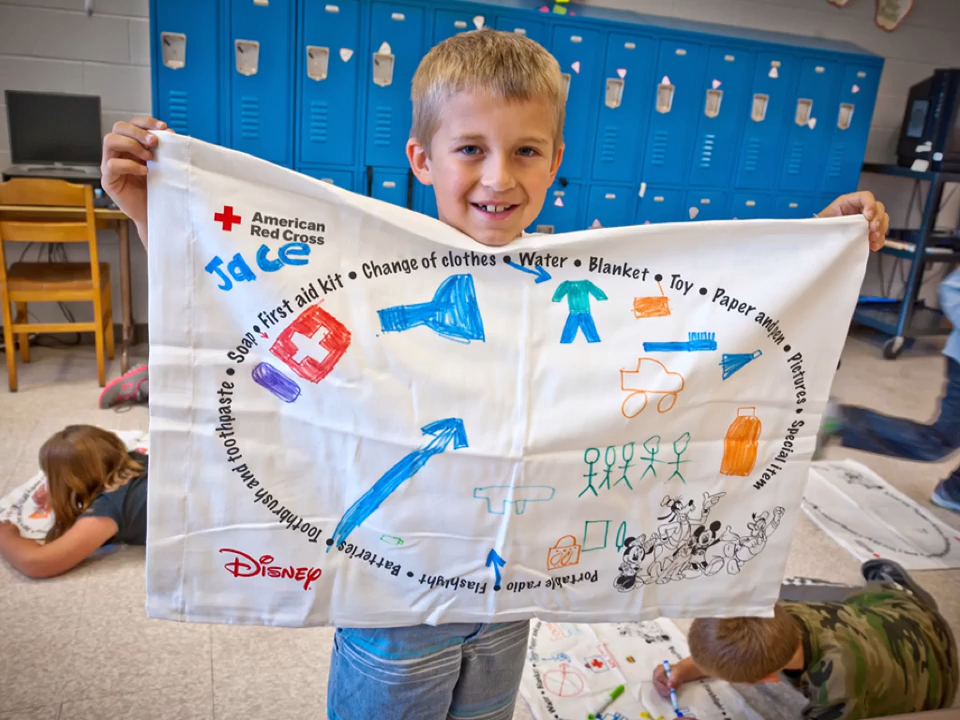 American
Red Cross
Jace
Soap • First aid kit • Change of clothes • Water • Blanket • Toy • Paper and pen • Pictures • Special Item
Toothbrush and toothpaste •
Batteries • Flashlight • Portable radio
Disney